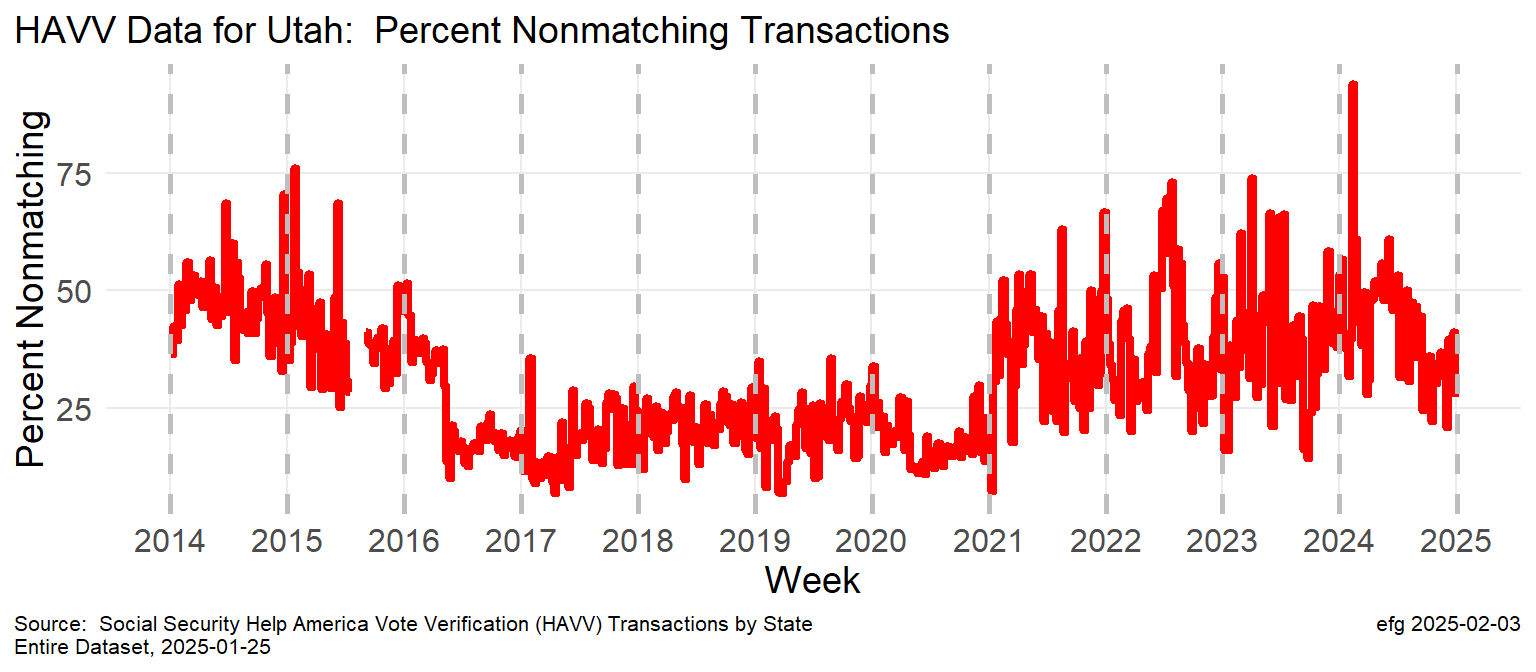 HAVV Data for Utah:  Percent Nonmatching Transactions
Percent Nonmatching
75
50
25
2014 2015 2016 2017 2018 2019 2020 2021 2022 2023 2024 2025
Week
Source:  Social Security Help America Vote Verification (HAVV) Transactions by State
efg 2025-02-03
Entire Dataset, 2025-01-25